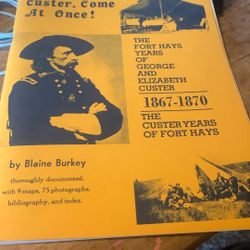 Custer, Come
At Once!
THE
FORT HAYS
YEARS
OF
GEORGE
AND
ELIZABETH
CUSTER
1867-1870
THE
CUSTER YEARS
OF FORT HAYS
by Blaine Burkey
thoroughly documented,
with 9 maps, 75 photographs,
bibliography, and index.